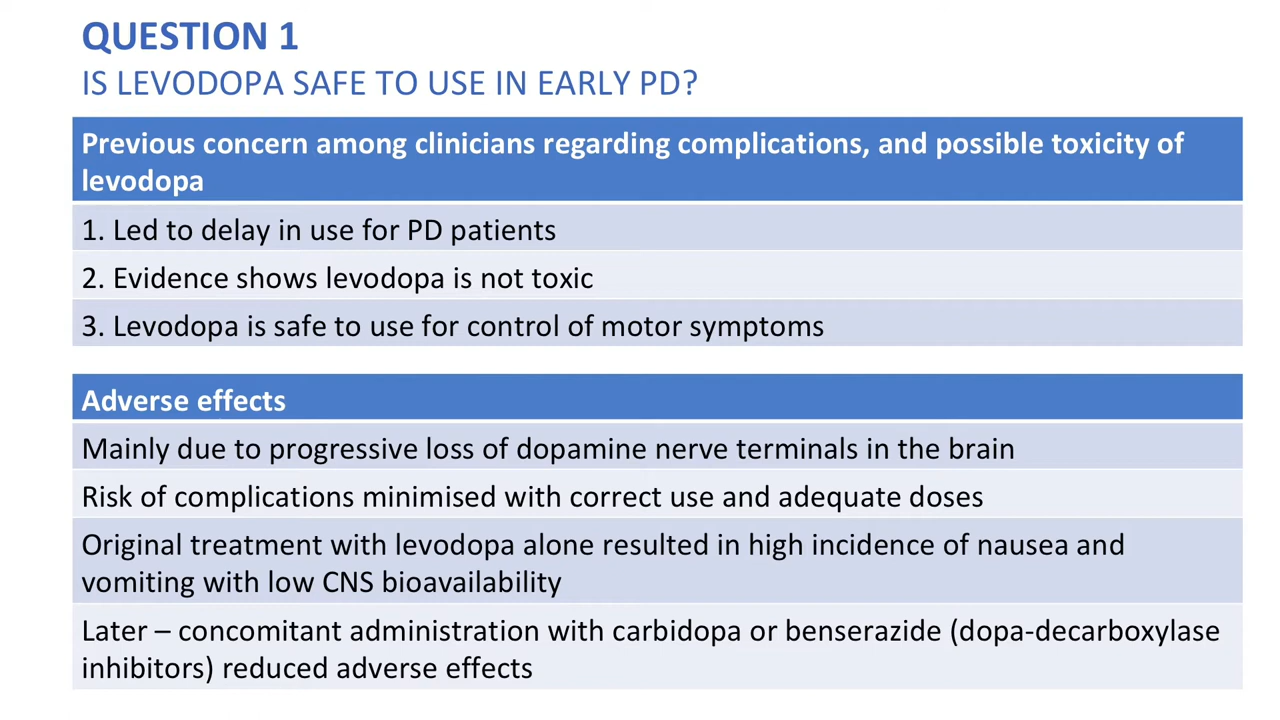 QUESTION 1
IS LEVODOPA SAFE TO USE IN EARLY PD?
Previous concern among clinicians regarding complications, and possible toxicity of
levodopa
1. Led to delay in use for PD patients
2. Evidence shows levodopa is not toxic
3. Levodopa is safe to use for control of motor symptoms
Adverse effects
Mainly due to progressive loss of dopamine nerve terminals in the brain
Risk of complications minimised with correct use and adequate doses
Original treatment with levodopa alone resulted in high incidence of nausea and
vomiting with low CNS bioavailability
Later – concomitant administration with carbidopa or benserazide (dopa-decarboxylase
inhibitors) reduced adverse effects